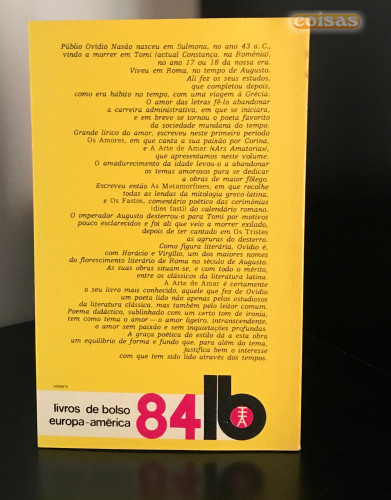 coisas
Públio Ovídio Nasão nasceu em Sulmona, no ano 43 a. C.,
vindo a morrer em Tomi (actual Constança, na Roménia),
no ano 17 ou 18 da nossa era.
Viveu em Roma, no tempo de Augusto.
Ali fez os seus estudos,
que completou depois,
como era hábito no tempo, com uma viagem à Grécia.
O amor das letras fê-lo abandonar
a carreira administrativa, em que se iniciara,
e em breve se tornou o poeta favorito
da sociedade mundana do tempo.
Grande lírico do amor, escreveu neste primeiro período
Os Amores, em que canta a sua paixão por Corina,
e A Arte de Amar («Ars Amatoria»),
que apresentamos neste volume.
O amadurecimento da idade levou-o a abandonar
os temas amorosos para se dedicar
a obras de maior fôlego.
Escreveu então As Metamorfoses, em que recolhe
todas as lendas da mitologia greco-latina,
e Os Fastos, comentário poético das cerimónias
(dies fasti) do calendário romano.
O imperador Augusto desterrou-o para Tomi por motivos
pouco esclarecidos e foi ali que veio a morrer exilado,
depois de ter cantado em Os Tristes
as agruras do desterro.
Como figura literária, Ovídio é,
com Horácio e Virgílio, um dos maiores nomes
do florescimento literário de Roma no século de Augusto.
As suas obras situam-se, e com todo o mérito,
entre os clássicos da literatura latina.
A Arte de Amar é certamente
o seu livro mais conhecido, aquele que fez de Ovídio
um poeta lido não apenas pelos estudiosos
da literatura clássica, mas também pelo leitor comum.
Poema didáctico, sublinhado com um certo tom de ironia,
tem como tema o amor — o amor ligeiro, intranscendente,
o amor sem paixão e sem inquietações profundas.
A graça poética do estilo dá a esta obra
um equilíbrio de forma e fundo que, para além do tema,
justifica bem o interesse
com que tem sido lido através dos tempos.
livros de bolso
europa-américa
84
lb